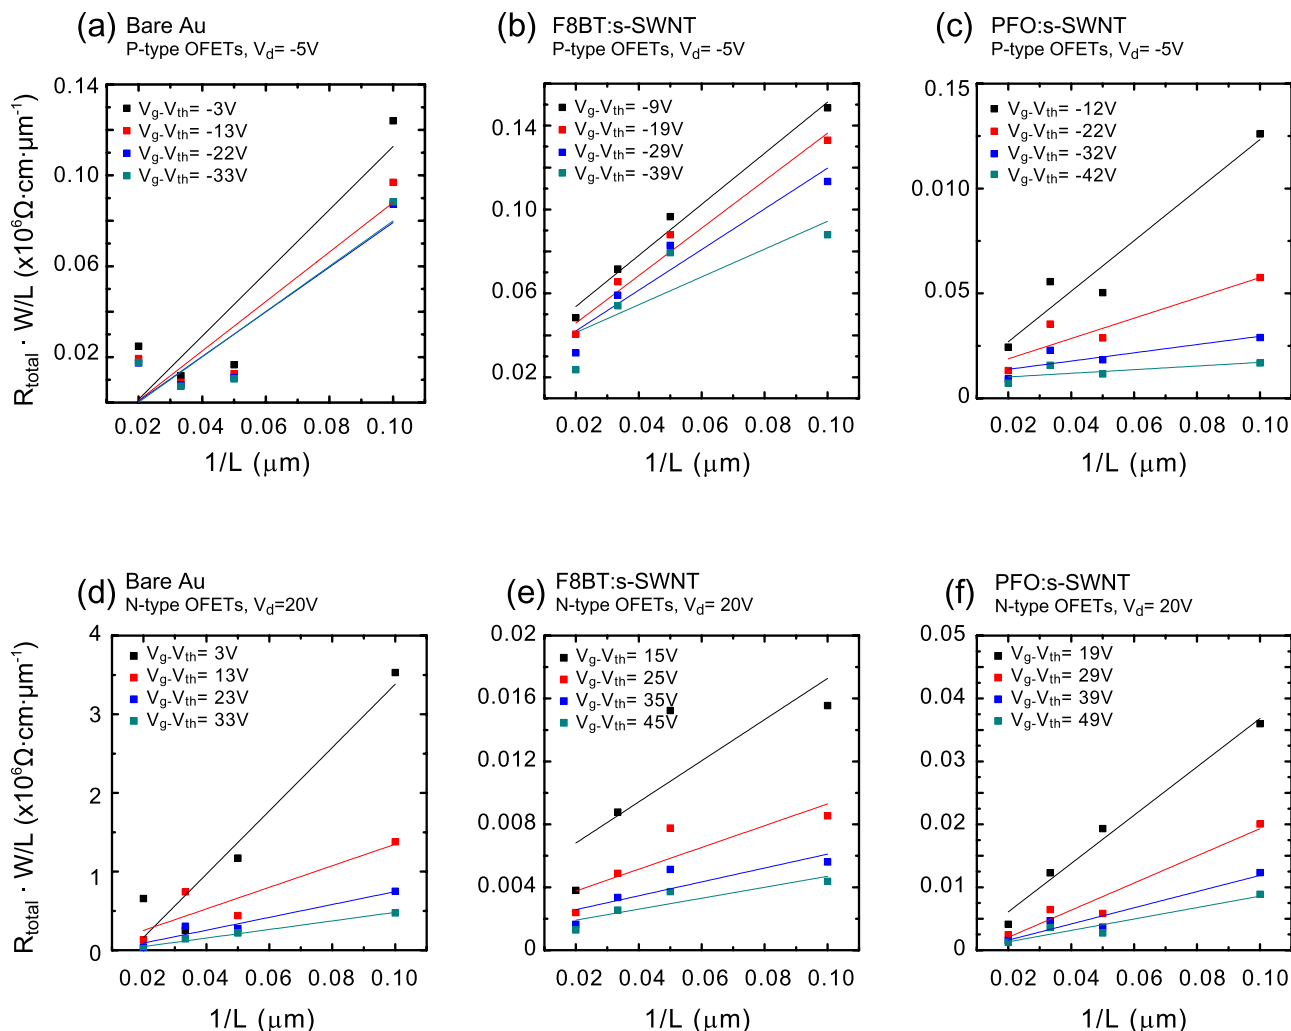 (a) Bare Au
P-type OFETs, Vd= -5V
0.14
0.10
0.06
0.02
Vg-Vth= -3V
Vg-Vth= -13V
Vg-Vth= -22V
Vg-Vth= -33V
0.02 0.04 0.06 0.08 0.10
1/L (μm)
Rtotal · W/L (x10⁶Ω·cm·μm⁻¹)
(b) F8BT:s-SWNT
P-type OFETs, Vd= -5V
0.14
0.10
0.06
0.02
Vg-Vth= -9V
Vg-Vth= -19V
Vg-Vth= -29V
Vg-Vth= -39V
0.02 0.04 0.06 0.08 0.10
1/L (μm)
(c) PFO:s-SWNT
P-type OFETs, Vd= -5V
0.15
0.010
0.05
0
Vg-Vth= -12V
Vg-Vth= -22V
Vg-Vth= -32V
Vg-Vth= -42V
0.02 0.04 0.06 0.08 0.10
1/L (μm)
(d) Bare Au
N-type OFETs, Vd=20V
4
3
2
1
0
Vg-Vth= 3V
Vg-Vth= 13V
Vg-Vth= 23V
Vg-Vth= 33V
0.02 0.04 0.06 0.08 0.10
1/L (μm)
Rtotal · W/L (x10⁶Ω·cm·μm⁻¹)
(e) F8BT:s-SWNT
N-type OFETs, Vd= 20V
0.02
0.016
0.012
0.008
0.004
0
Vg-Vth= 15V
Vg-Vth= 25V
Vg-Vth= 35V
Vg-Vth= 45V
0.02 0.04 0.06 0.08 0.10
1/L (μm)
(f) PFO:s-SWNT
N-type OFETs, Vd= 20V
0.05
0.04
0.03
0.02
0.01
0
Vg-Vth= 19V
Vg-Vth= 29V
Vg-Vth= 39V
Vg-Vth= 49V
0.02 0.04 0.06 0.08 0.10
1/L (μm)